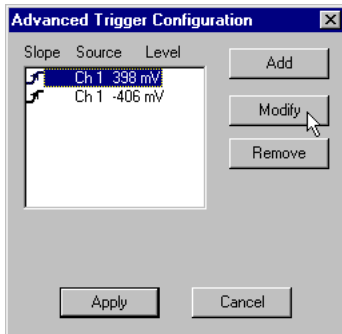 Advanced Trigger Configuration
Slope Source Level
Ch 1 398 mV
Ch 1 -406 mV
Add
Modify
Remove
Apply
Cancel